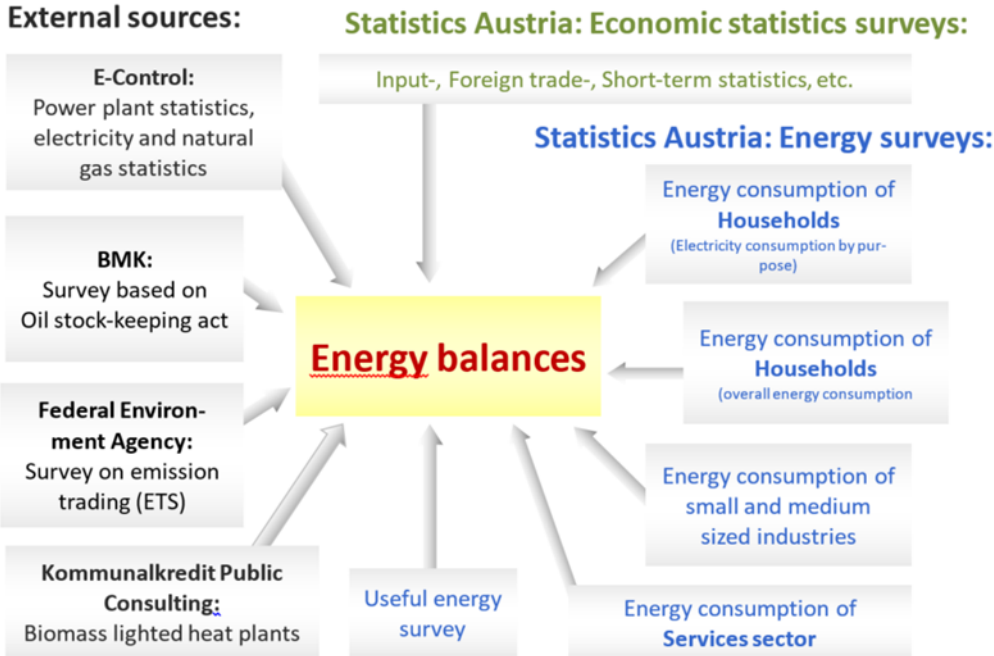 External sources:
E-Control:
Power plant statistics,
electricity and natural
gas statistics
BMK:
Survey based on
Oil stock-keeping act
Federal Environ-
ment Agency:
Survey on emission
trading (ETS)
Kommunalkredit Public
Consulting:
Biomass lighted heat plants
Statistics Austria: Economic statistics surveys:
Input-, Foreign trade-, Short-term statistics, etc.
Statistics Austria: Energy surveys:
Energy consumption of
Households
(Electricity consumption by pur-
pose)
Energy consumption of
Households
(overall energy consumption
Energy consumption of
small and medium
sized industries
Energy consumption of
Services sector
Useful energy
survey
Energy balances